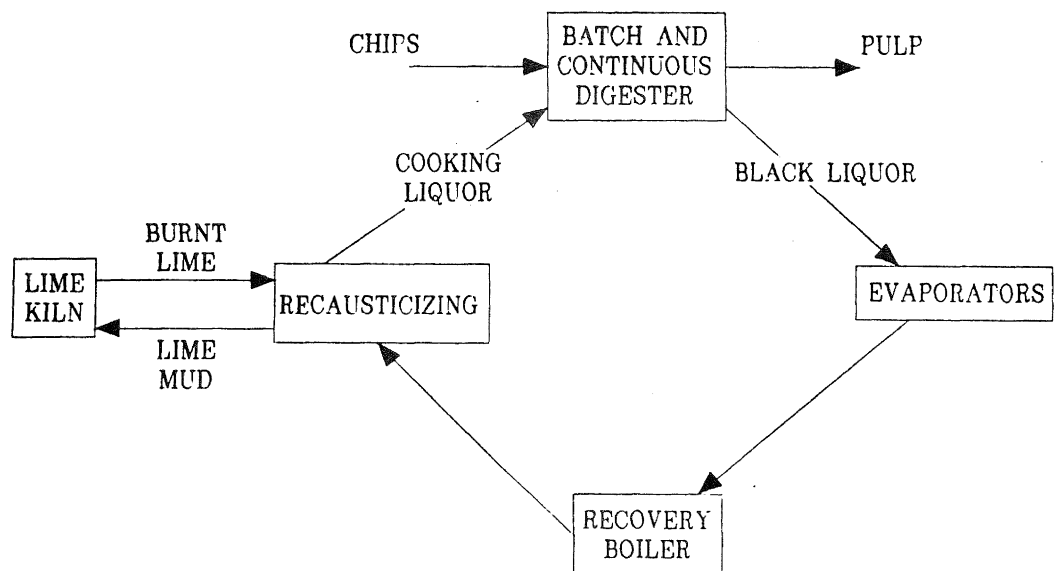 CHIPS
BATCH AND
CONTINUOUS
DIGESTER
PULP
COOKING
LIQUOR
BLACK LIQUOR
BURNT
LIME
LIME
KILN
RECAUSTICIZING
EVAPORATORS
LIME
MUD
RECOVERY
BOILER